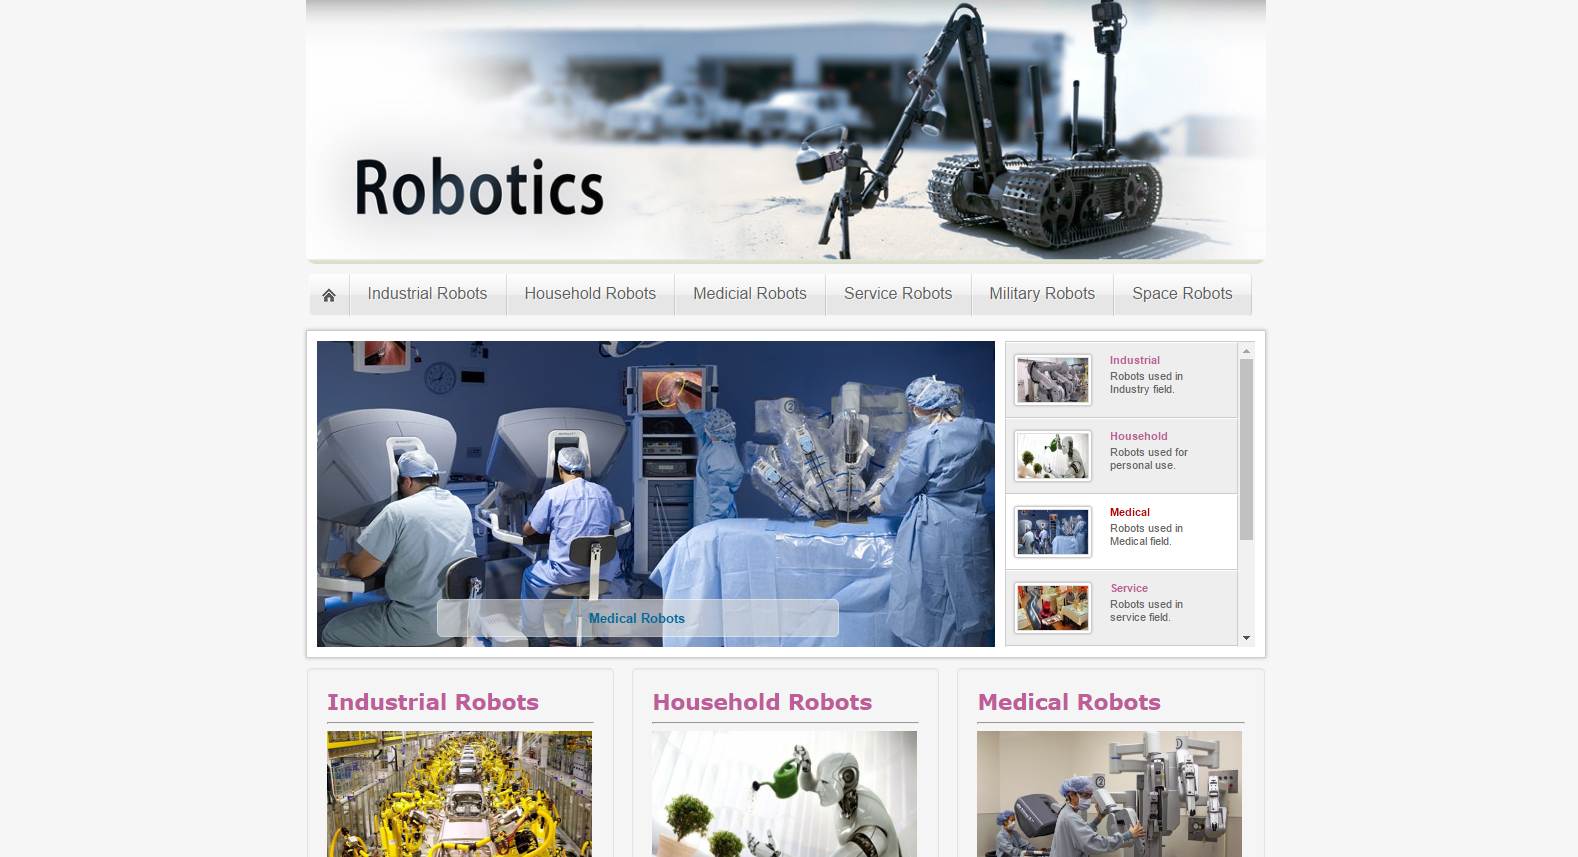 Robotics
Industrial Robots
Household Robots
Medicial Robots
Service Robots
Military Robots
Space Robots
Medical Robots
Industrial
Robots used in
Industry field.
Household
Robots used for
personal use.
Medical
Robots used in
Medical field.
Service
Robots used in
service field.
Industrial Robots
Household Robots
Medical Robots